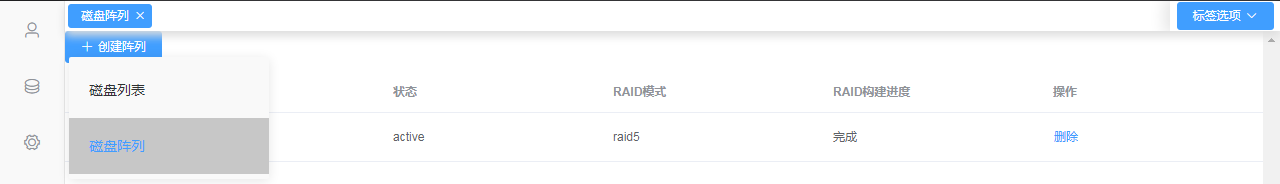 磁盘阵列
标签选项
创建阵列
磁盘列表
磁盘阵列
状态 RAID模式 RAID构建进度 操作
active raid5 完成 删除